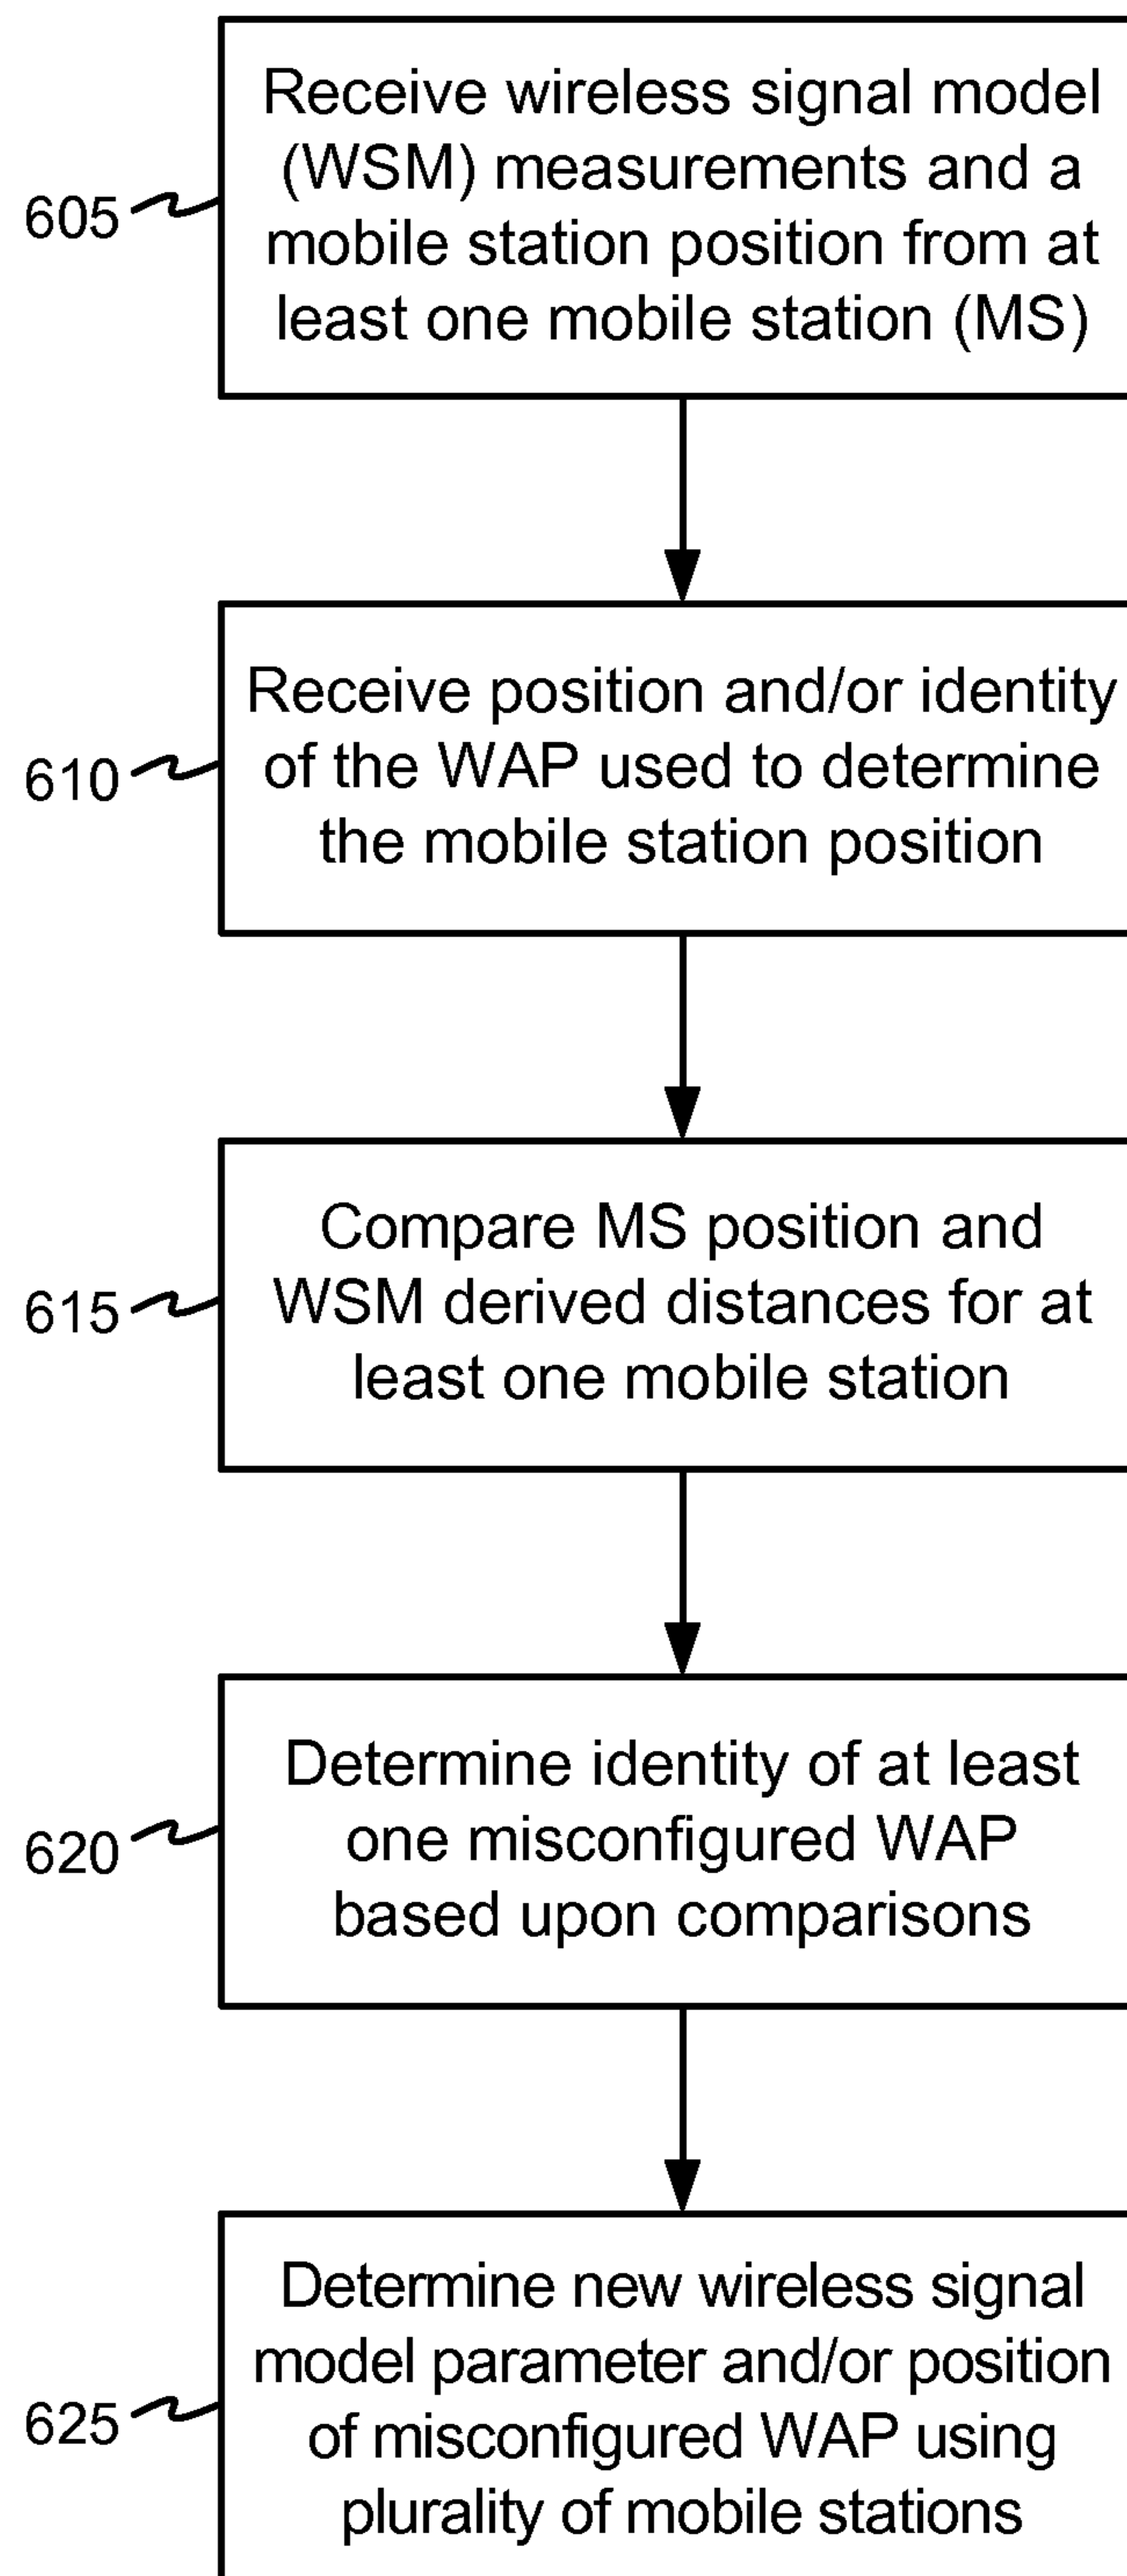 Receive wireless signal model
(WSM) measurements and a
mobile station position from at
least one mobile station (MS)
605
Receive position and/or identity
of the WAP used to determine
the mobile station position
610
Compare MS position and
WSM derived distances for at
least one mobile station
615
Determine identity of at least
one misconfigured WAP
based upon comparisons
620
Determine new wireless signal
model parameter and/or position
of misconfigured WAP using
plurality of mobile stations
625